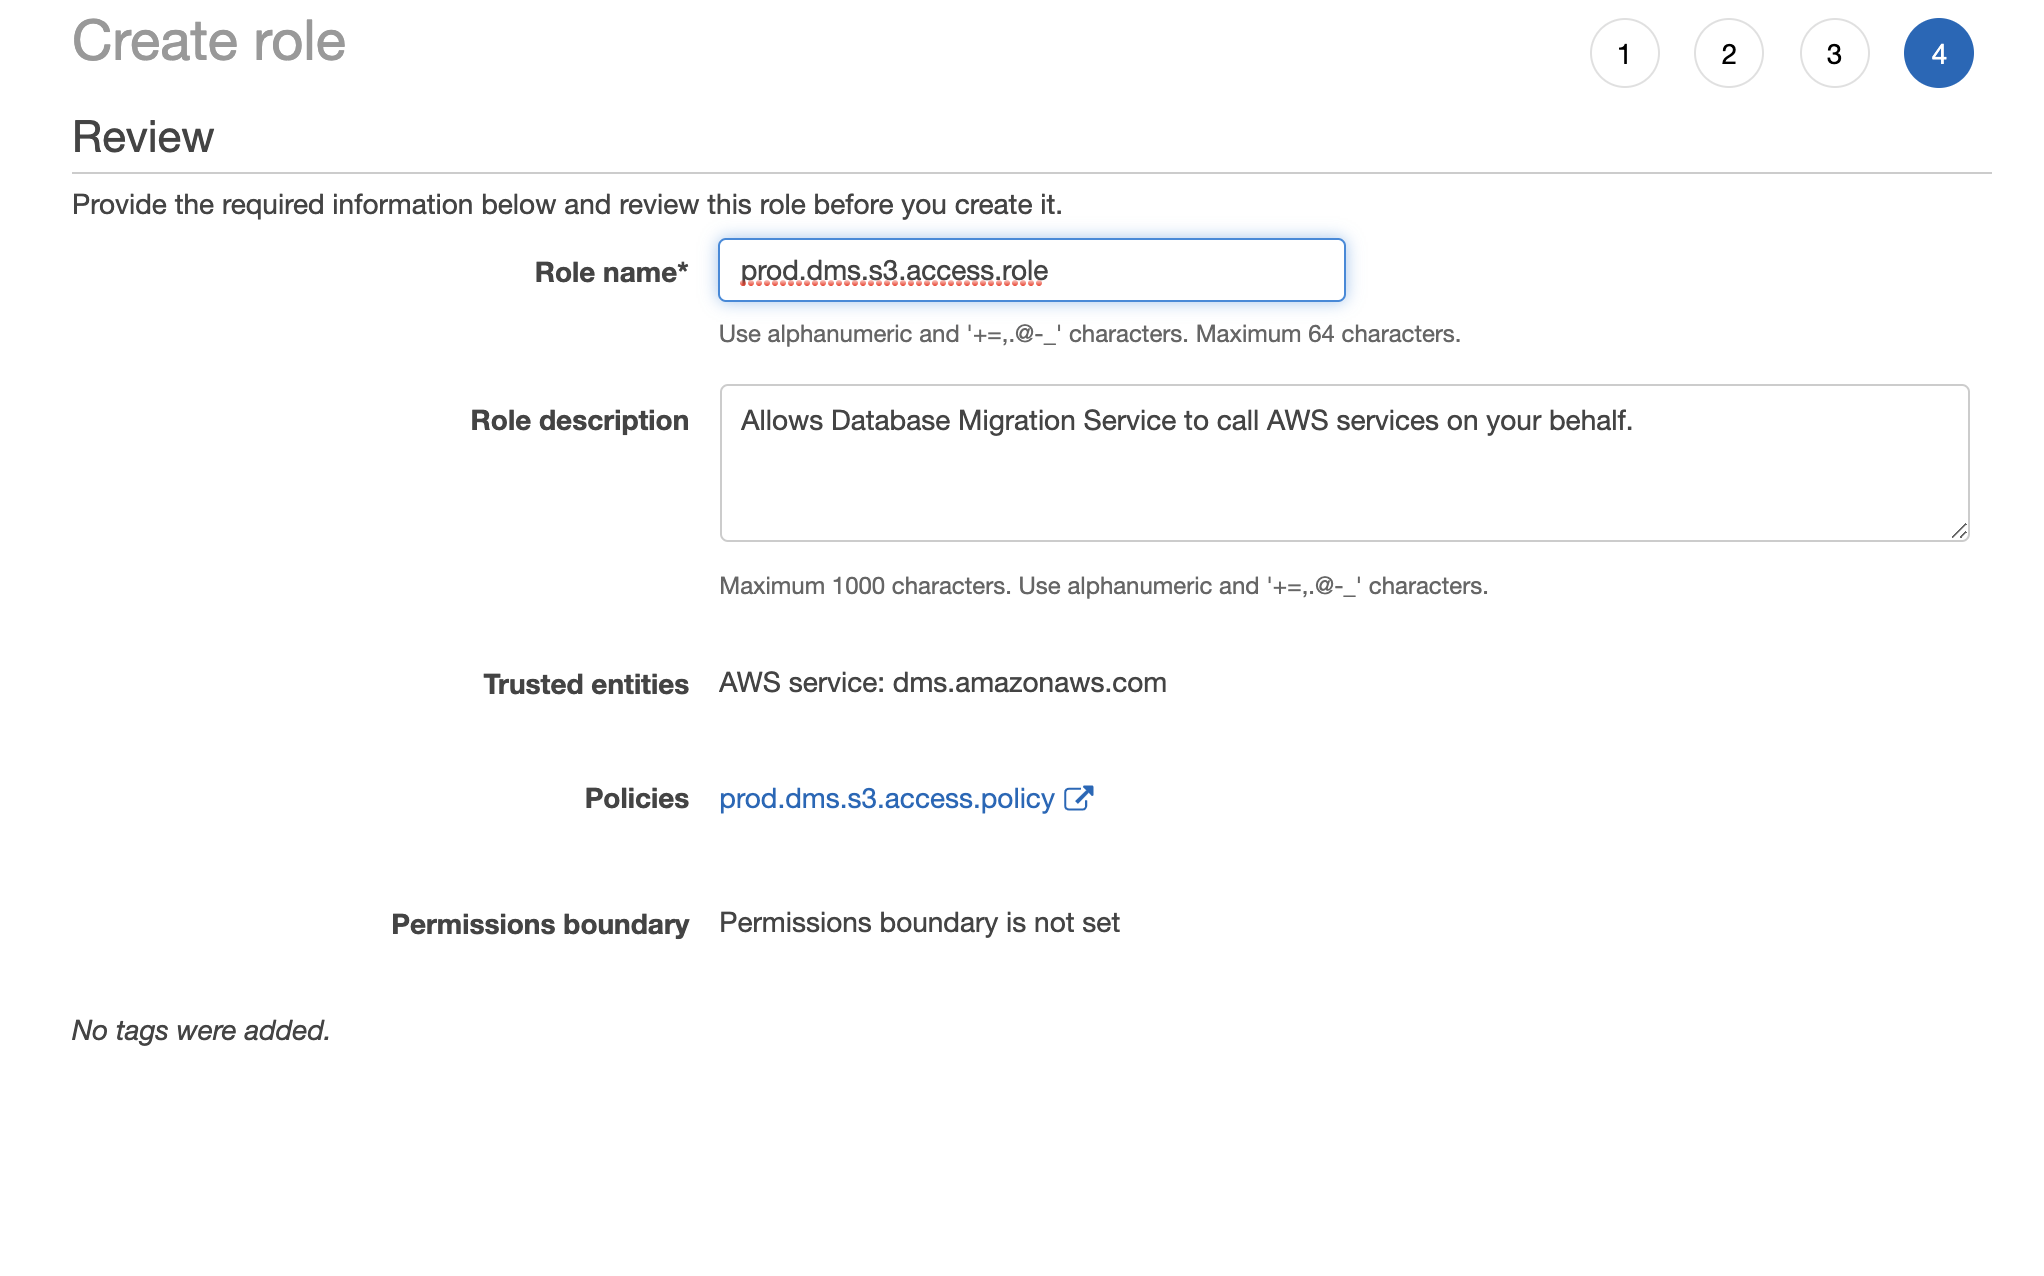 Create role
1 2 3 4
Review
Provide the required information below and review this role before you create it.
Role name* prod.dms.s3.access.role
Use alphanumeric and '+=,.@-_' characters. Maximum 64 characters.
Role description Allows Database Migration Service to call AWS services on your behalf.
Maximum 1000 characters. Use alphanumeric and '+=,.@-_' characters.
Trusted entities AWS service: dms.amazonaws.com
Policies prod.dms.s3.access.policy
Permissions boundary Permissions boundary is not set
No tags were added.